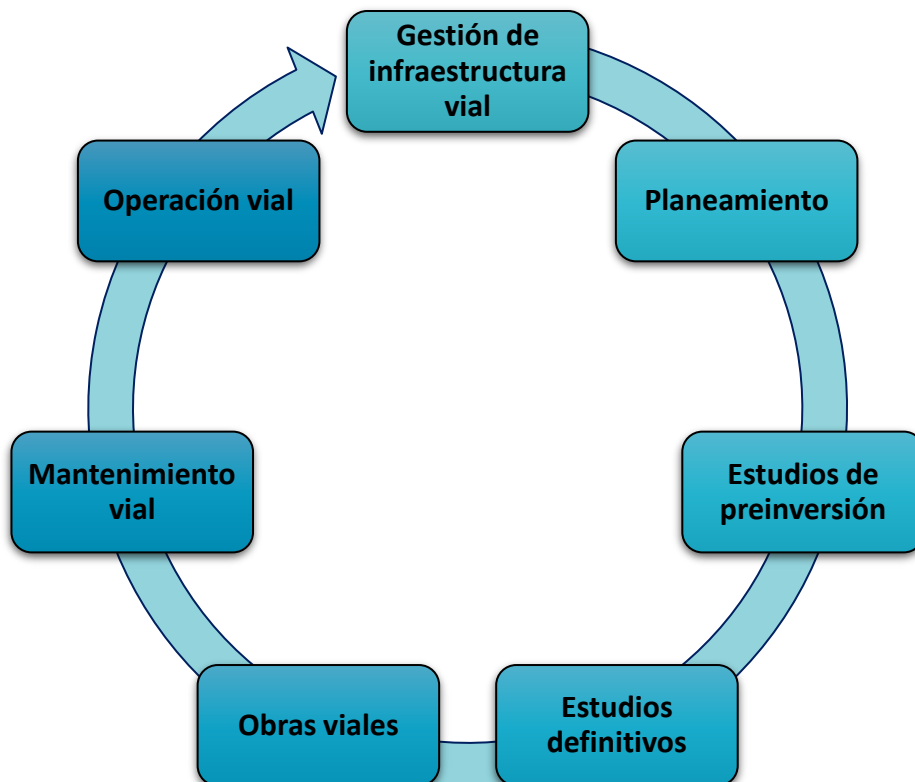 Gestión de
infraestructura
vial
Planeamiento
Estudios de
preinversión
Estudios
definitivos
Obras viales
Mantenimiento
vial
Operación vial